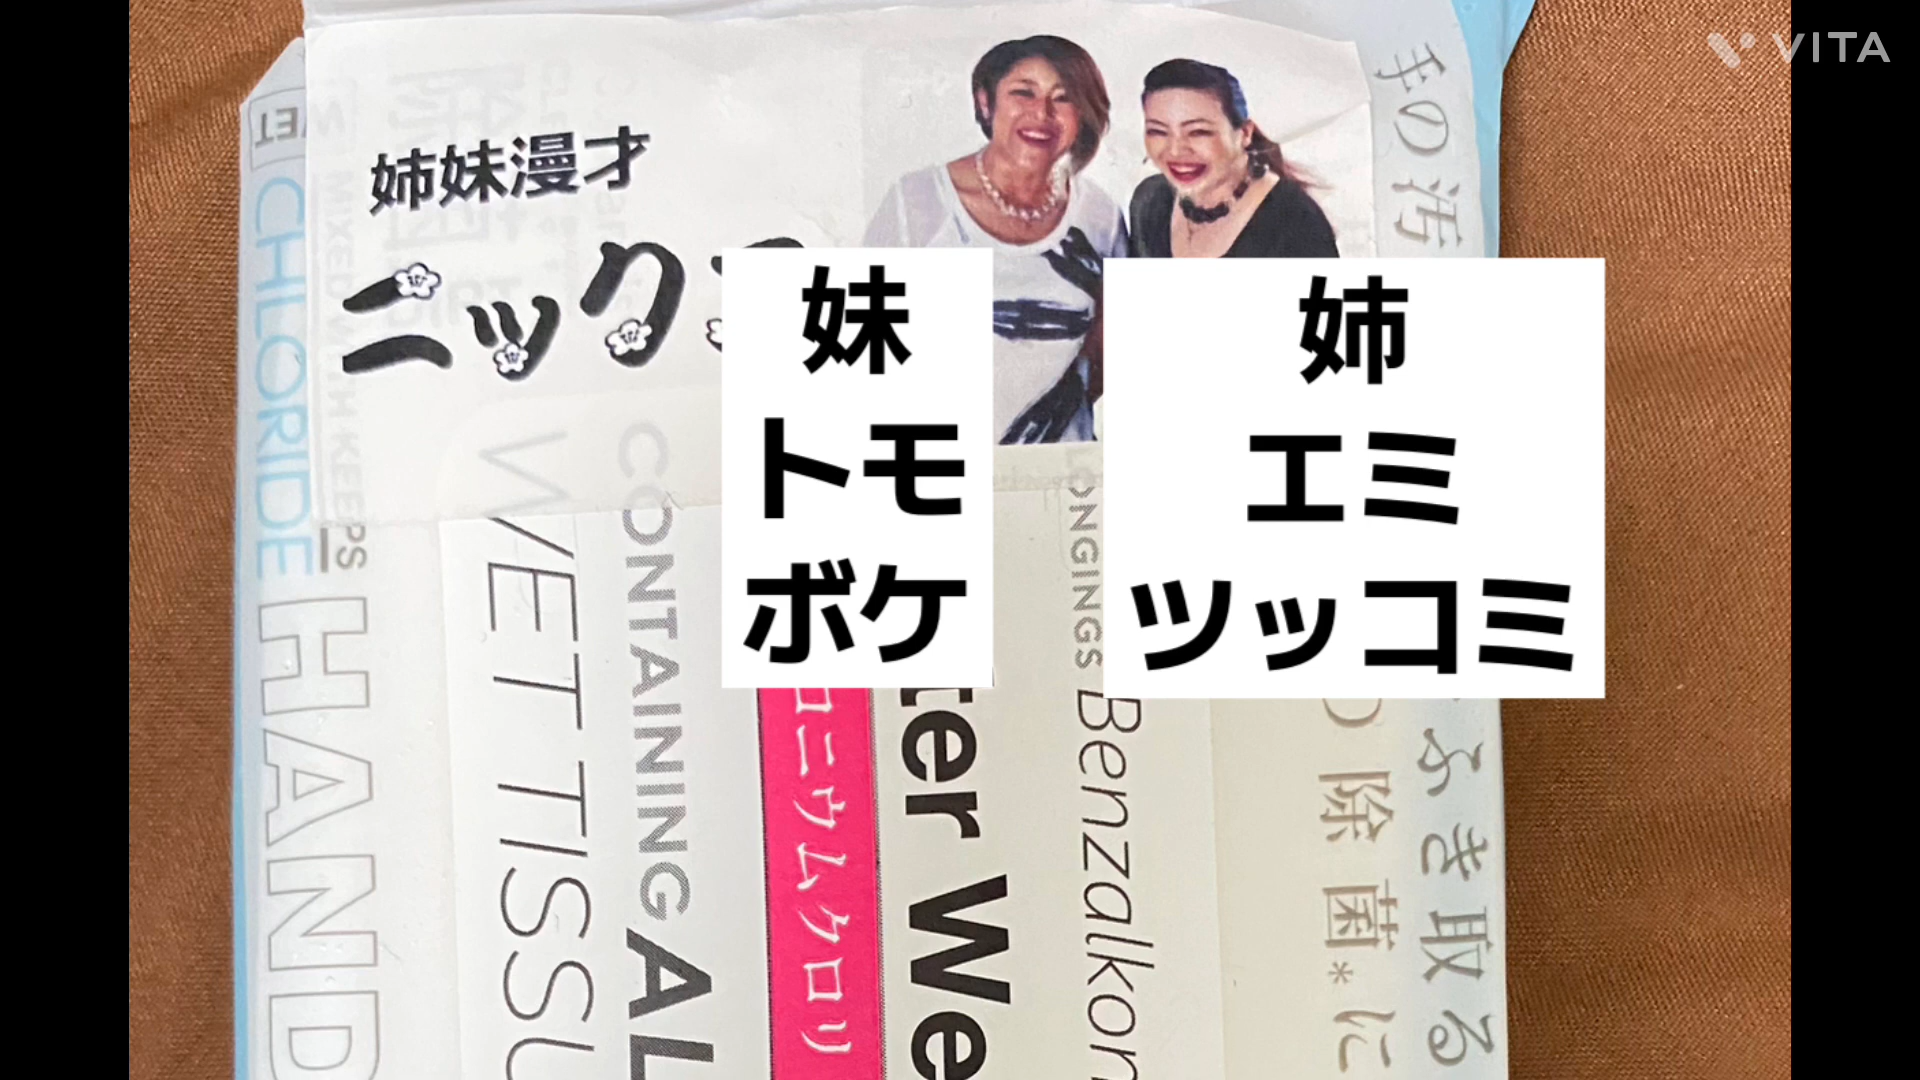 VITA
姉妹漫才
ニック
妹
トモ
ボケ
姉
エミ
ツッコミ
手の汚
ふき取る
除菌*に
WET
CHLORIDE
MIXED WITH KEEPS
HAND
WET TISSU
CONTAINING
AL
ロニウムクロリ
ter We
ONGINGS
Benzalkon